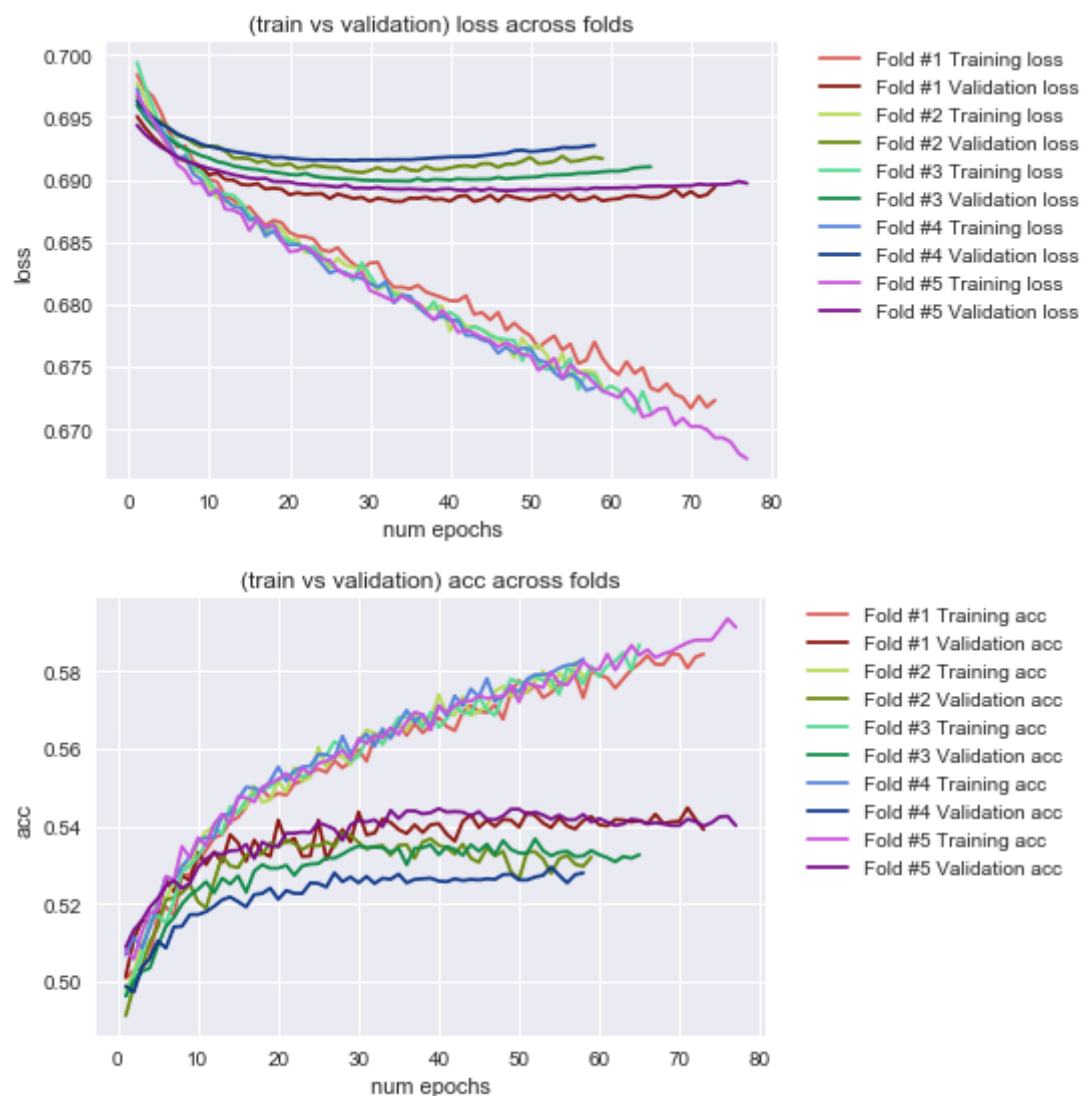 (train vs validation) loss across folds
0.700
0.695
0.690
0.685
0.680
0.675
0.670
loss
0 10 20 30 40 50 60 70 80
num epochs
Fold #1 Training loss
Fold #1 Validation loss
Fold #2 Training loss
Fold #2 Validation loss
Fold #3 Training loss
Fold #3 Validation loss
Fold #4 Training loss
Fold #4 Validation loss
Fold #5 Training loss
Fold #5 Validation loss
(train vs validation) acc across folds
0.58
0.56
0.54
0.52
0.50
acc
0 10 20 30 40 50 60 70 80
num epochs
Fold #1 Training acc
Fold #1 Validation acc
Fold #2 Training acc
Fold #2 Validation acc
Fold #3 Training acc
Fold #3 Validation acc
Fold #4 Training acc
Fold #4 Validation acc
Fold #5 Training acc
Fold #5 Validation acc